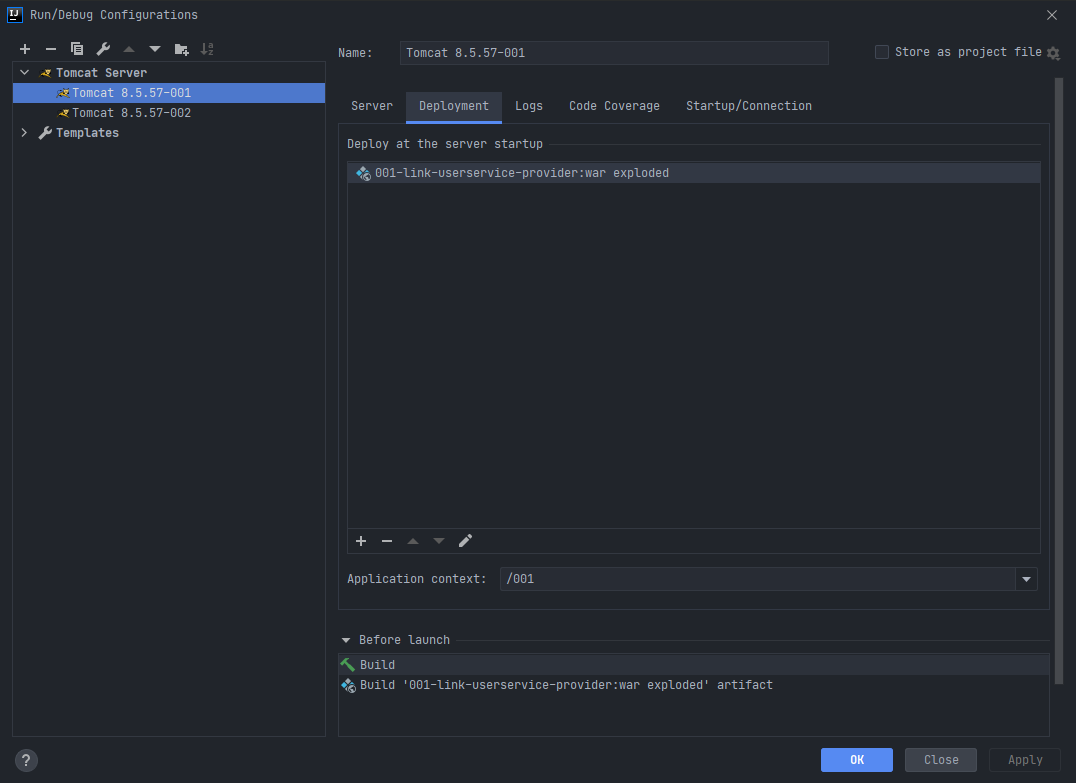 Run/Debug Configurations
Name: Tomcat 8.5.57-001 Store as project file
Tomcat Server
Tomcat 8.5.57-001
Tomcat 8.5.57-002
Templates
Server Deployment Logs Code Coverage Startup/Connection
Deploy at the server startup
001-link-userservice-provider:war exploded
Application context: /001
Before launch
Build
Build '001-link-userservice-provider:war exploded' artifact
? OK Close Apply